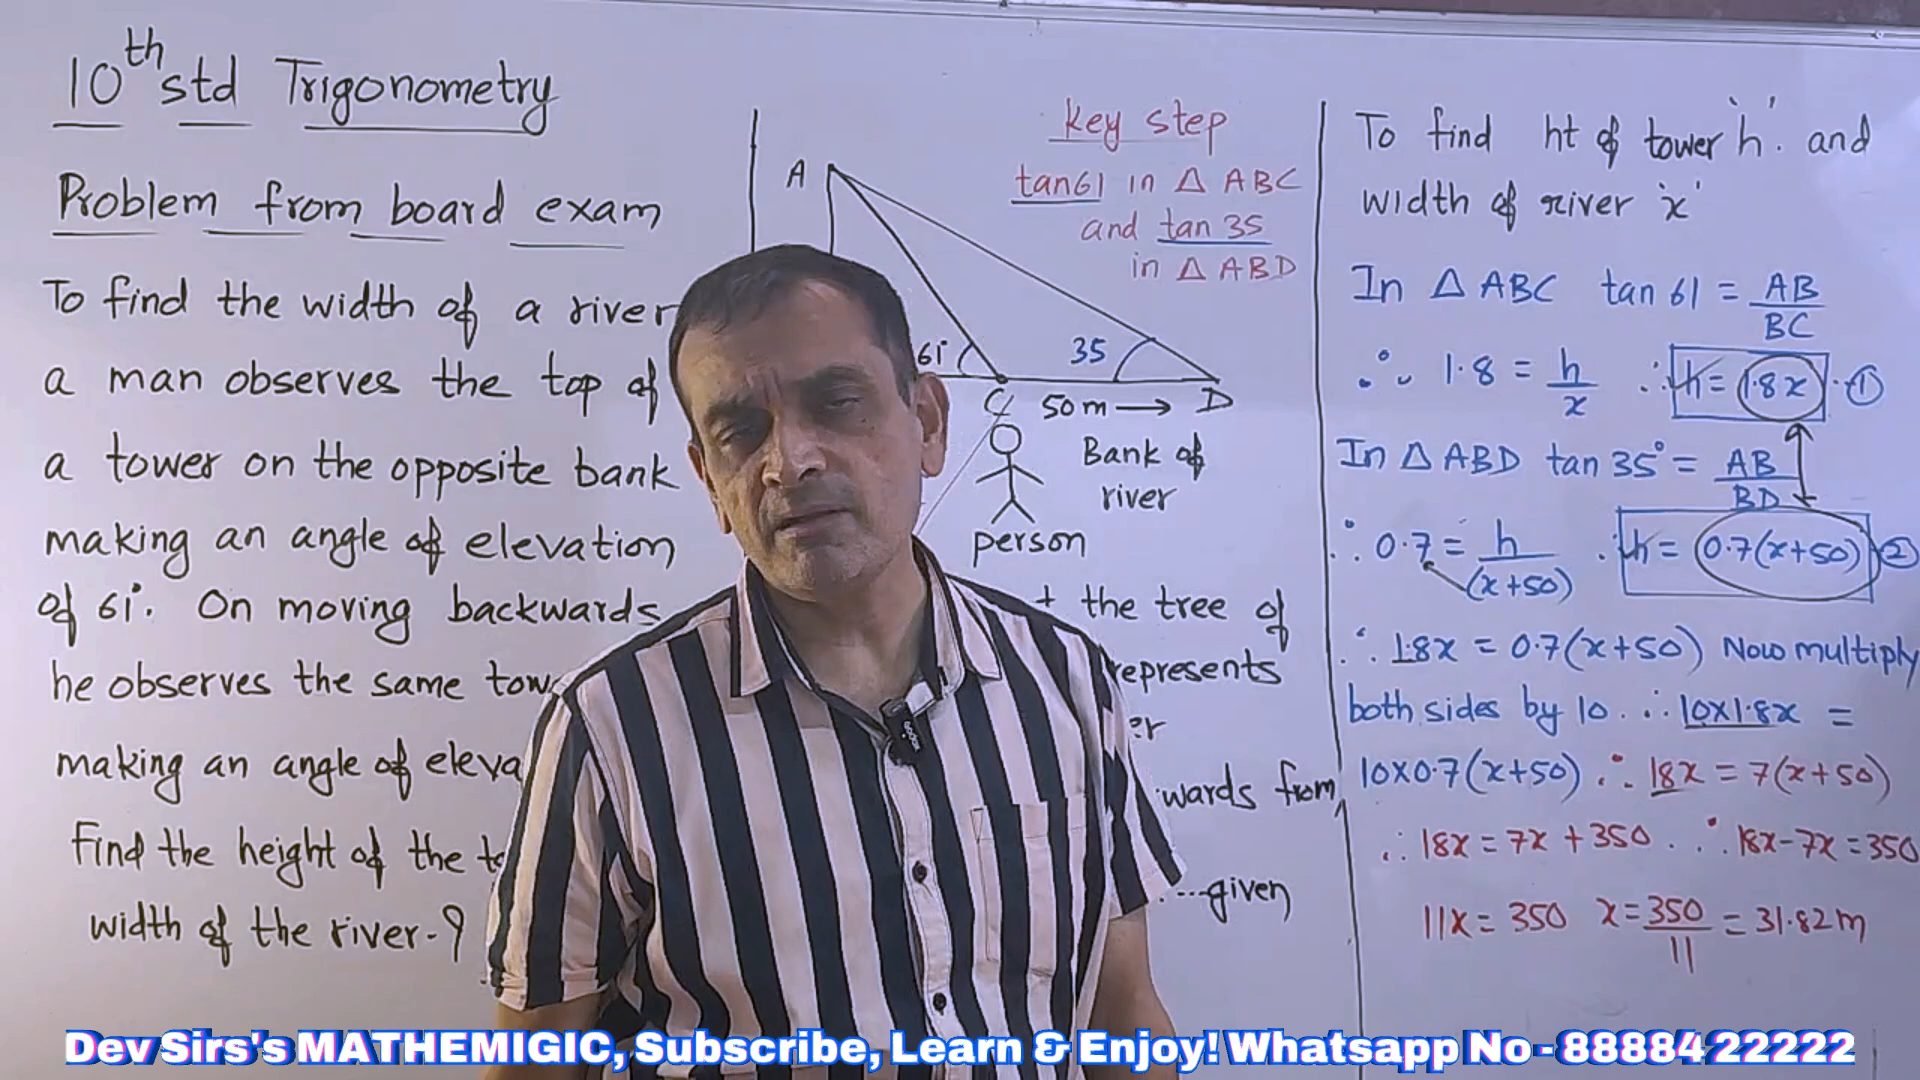 10th std Trigonometry
Problem from board exam
To find the width of a river
a man observes the top of
a tower on the opposite bank
making an angle of elevation
of 61°. On moving backwards
he observes the same
making an angle of
Find the height of the
width of the river-?
A
61°
35
C 50m → D
Bank of
river
person
Key step
tan61 in △ ABC
and tan 35
in △ ABD
the tree of
represents
wards from
...given
To find ht of tower 'h'. and
width of river 'x'
In △ ABC tan 61 = AB/BC
∴ 1.8 = h/x ∴ h = 1.8x .. ①
In △ ABD tan 35° = AB/BD
∴ 0.7 = h/(x+50) ∴ h = 0.7(x+50) ②
∴ 1.8x = 0.7(x+50) Now multiply
both sides by 10 ∴ 10x1.8x =
10x0.7(x+50) ∴ 18x = 7(x+50)
∴ 18x = 7x + 350 ∴ 18x-7x = 350
11x = 350 x = 350/11 = 31.82m
Godox
Dev Sirs's MATHEMIGIC, Subscribe, Learn & Enjoy! Whatsapp No - 88884 22222